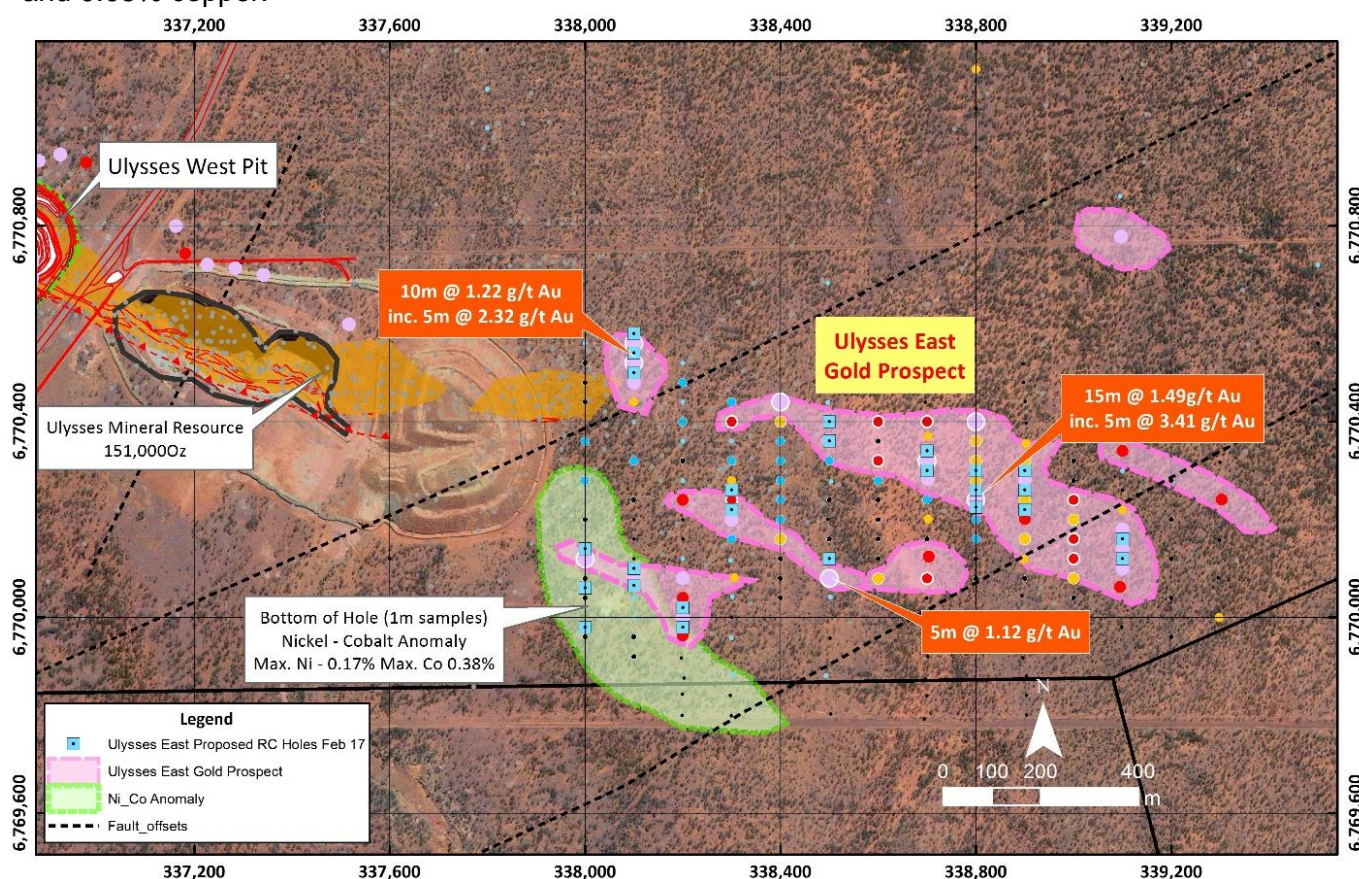 and copper.
337,200 337,600 338,000 338,400 338,800 339,200
6,770,800
6,770,400
6,770,000
6,769,600
Ulysses West Pit
10m @ 1.22 g/t Au
inc. 5m @ 2.32 g/t Au
Ulysses East
Gold Prospect
15m @ 1.49g/t Au
inc. 5m @ 3.41 g/t Au
Ulysses Mineral Resource
151,000Oz
Bottom of Hole (1m samples)
Nickel - Cobalt Anomaly
Max. Ni - 0.17% Max. Co 0.38%
5m @ 1.12 g/t Au
Legend
Ulysses East Proposed RC Holes Feb 17
Ulysses East Gold Prospect
Ni_Co Anomaly
Fault_offsets
N
0 100 200 400
m
6,770,800
6,770,400
6,770,000
6,769,600
337,200 337,600 338,000 338,400 338,800 339,200